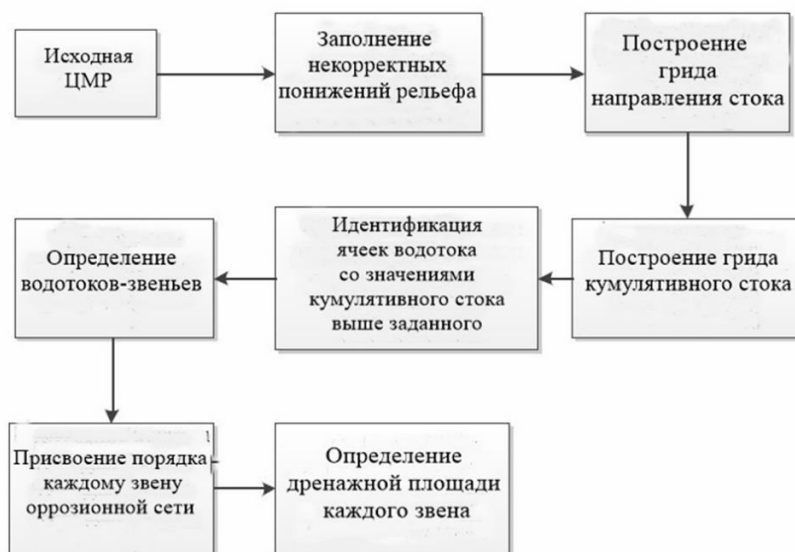 Исходная
ЦМР
Заполнение
некорректных
понижений рельефа
Построение
грида
направления стока
Построение грида
кумулятивного стока
Идентификация
ячеек водотока
со значениями
кумулятивного стока
выше заданного
Определение
водотоков-звеньев
Присвоение порядка
каждому звену
оррозионной сети
Определение
дренажной площади
каждого звена